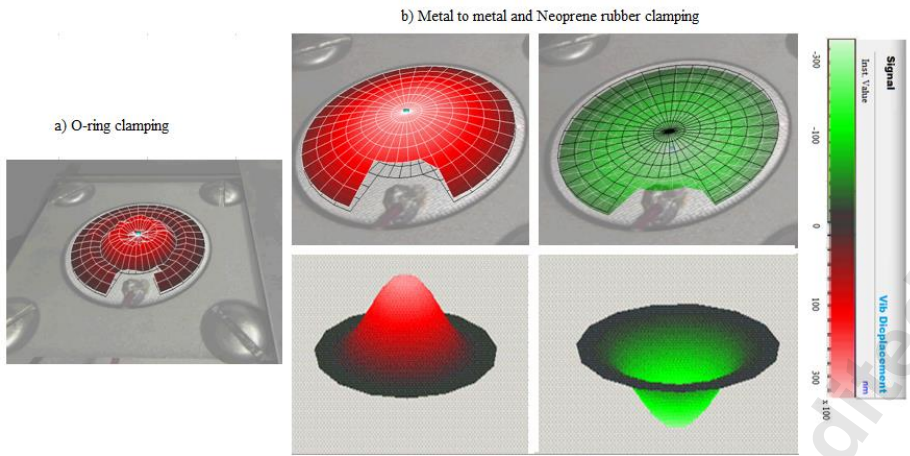 b) Metal to metal and Neoprene rubber clamping
a) O-ring clamping
Signal
Inst. Value
Vib Displacement
nm
-300
-100
0
100
300
x 100